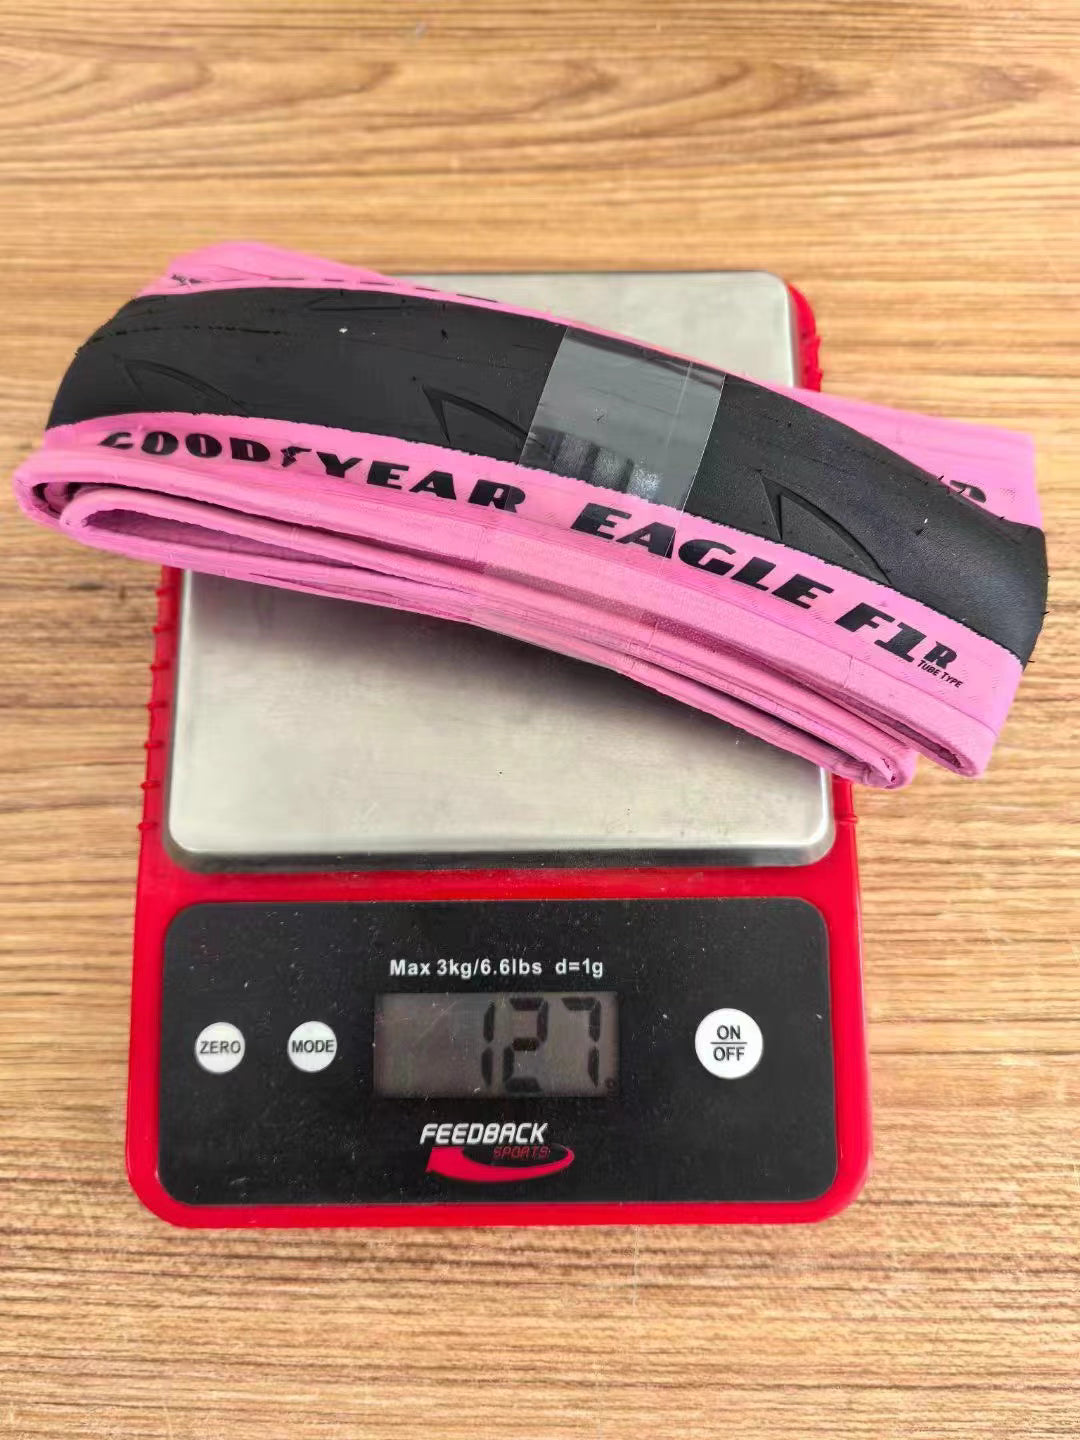 GOODYEAR EAGLE F1R
TUBE TYPE
Max 3kg/6.6lbs d=1g
ZERO
MODE
127
ON
OFF
FEEDBACK
SPORTS